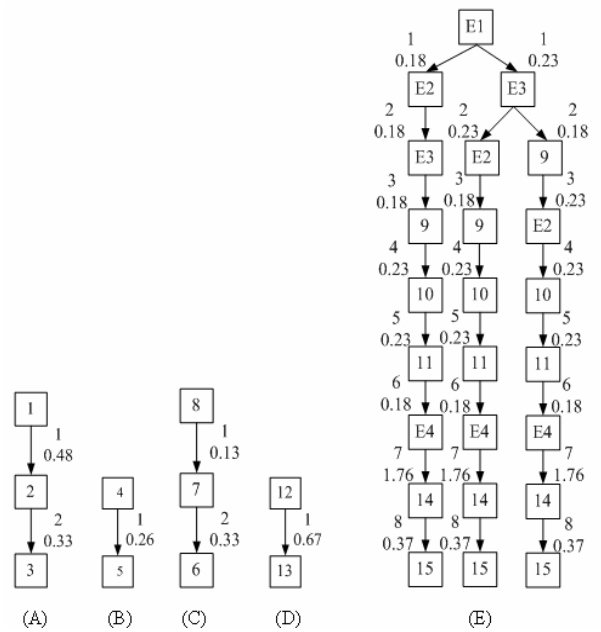 E1
1 1
0.18 0.23
E2 E3
2 2 2
0.18 0.23 0.18
E3 E2 9
3 3 3
0.18 0.18 0.23
9 9 E2
4 4 4
0.23 0.23 0.23
10 10 10
5 5 5
0.23 0.23 0.23
11 11 11
6 6 6
0.18 0.18 0.18
E4 E4 E4
7 7 7
1.76 1.76 1.76
14 14 14
8 8 8
0.37 0.37 0.37
15 15 15
1
1
0.48
2
2
0.33
3
4
1
0.26
5
8
1
0.13
7
2
0.33
6
12
1
0.67
13
(A) (B) (C) (D) (E)